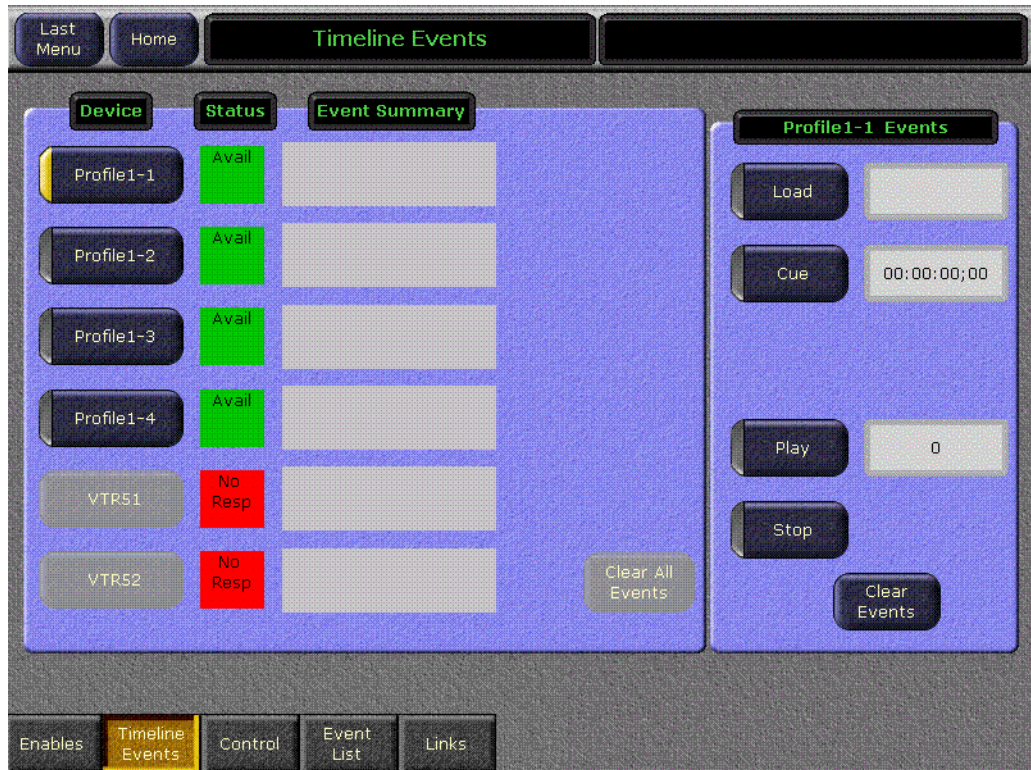 Last
Menu
Home
Timeline Events
Device
Status
Event Summary
Profile1-1
Avail
Profile1-2
Avail
Profile1-3
Avail
Profile1-4
Avail
VTR51
No
Resp
VTR52
No
Resp
Clear All
Events
Profile1-1 Events
Load
Cue
00:00:00;00
Play
0
Stop
Clear
Events
Enables
Timeline
Events
Control
Event
List
Links